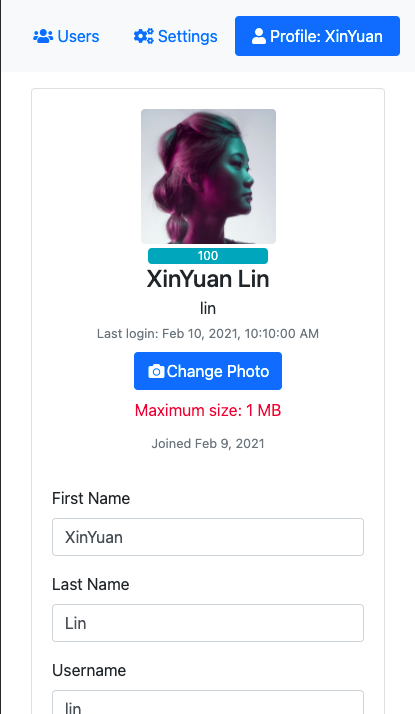 Users Settings Profile: XinYuan
100
XinYuan Lin
lin
Last login: Feb 10, 2021, 10:10:00 AM
Change Photo
Maximum size: 1 MB
Joined Feb 9, 2021
First Name
XinYuan
Last Name
Lin
Username
lin